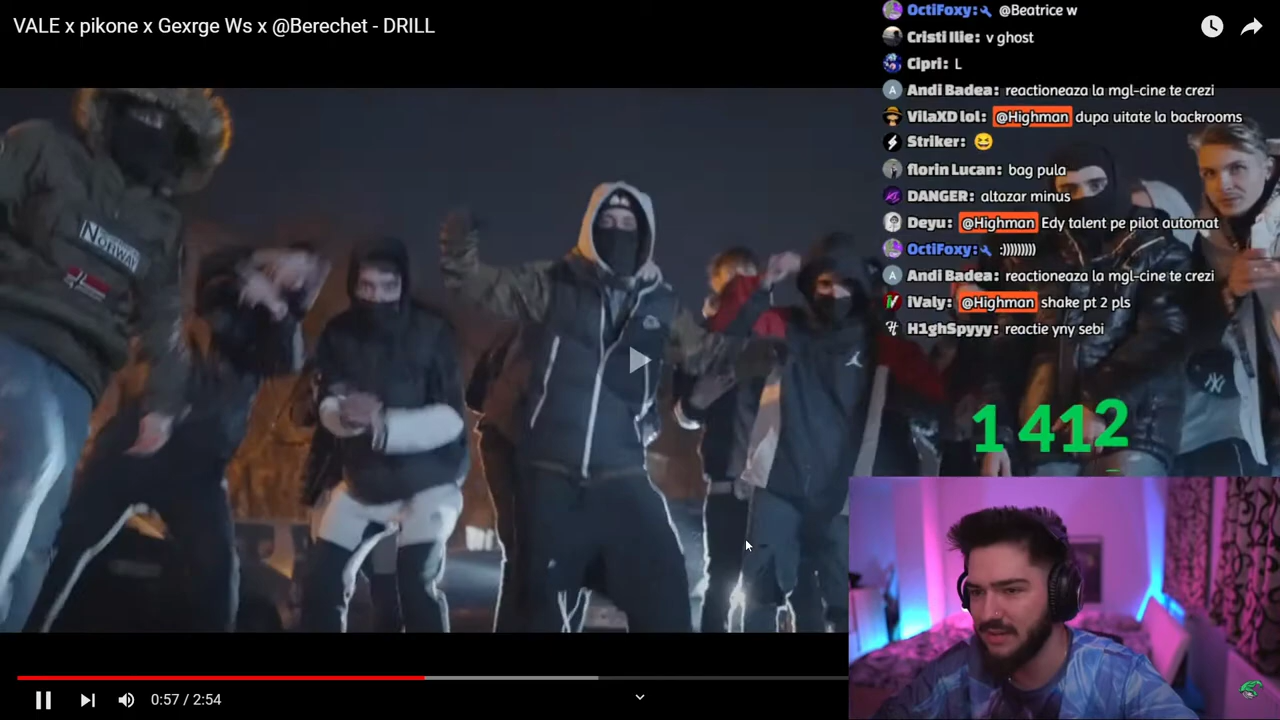 VALE x pikone x Gexrge Ws x @Berechet - DRILL
OctiFoxy: @Beatrice w
Cristi Ilie: v ghost
Cipri: L
Andi Badea: reactioneaza la mgl-cine te crezi
VilaXD lol: @Highman dupa uitate la backrooms
Striker: 😆
florin Lucan: bag pula
DANGER: altazar minus
Deyu: @Highman Edy talent pe pilot automat
OctiFoxy: :)))))))))
Andi Badea: reactioneaza la mgl-cine te crezi
iValy: @Highman shake pt 2 pls
H1ghSpyyy: reactie yny sebi
NORWAY
1 412
0:57 / 2:54